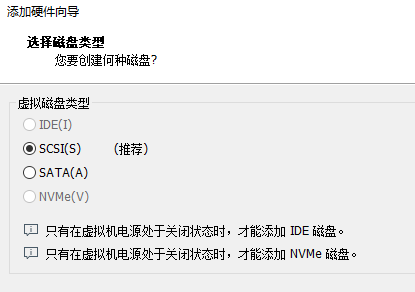 添加硬件向导
选择磁盘类型
您要创建何种磁盘?
虚拟磁盘类型
IDE(I)
SCSI(S) （推荐）
SATA(A)
NVMe(V)
只有在虚拟机电源处于关闭状态时，才能添加 IDE 磁盘。
只有在虚拟机电源处于关闭状态时，才能添加 NVMe 磁盘。